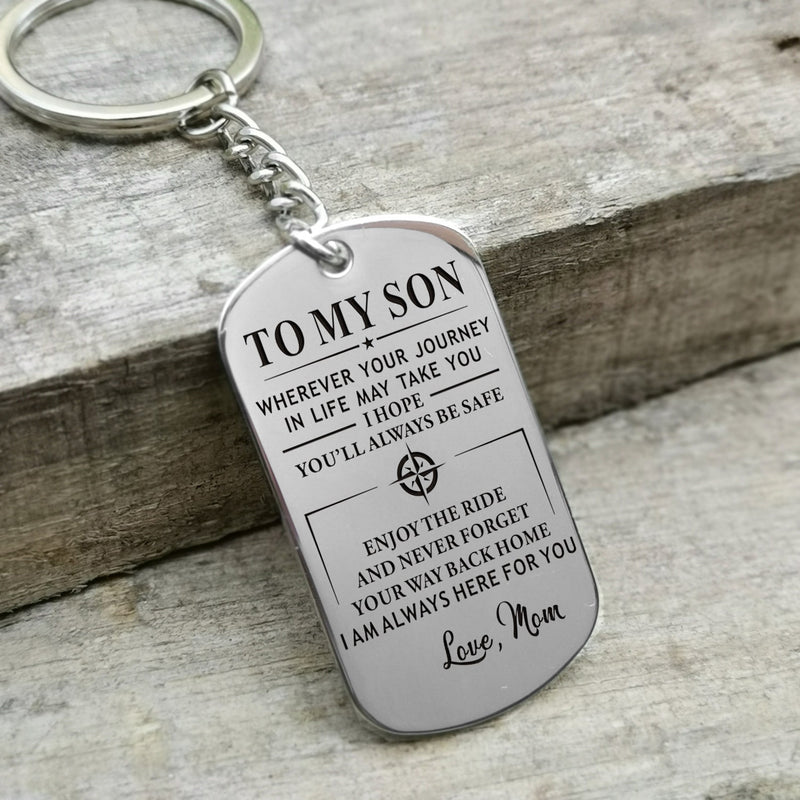 TO MY SON
WHEREVER YOUR JOURNEY
IN LIFE MAY TAKE YOU
I HOPE
YOU'LL ALWAYS BE SAFE
ENJOY THE RIDE
AND NEVER FORGET
YOUR WAY BACK HOME
I AM ALWAYS HERE FOR YOU
Love, Mom